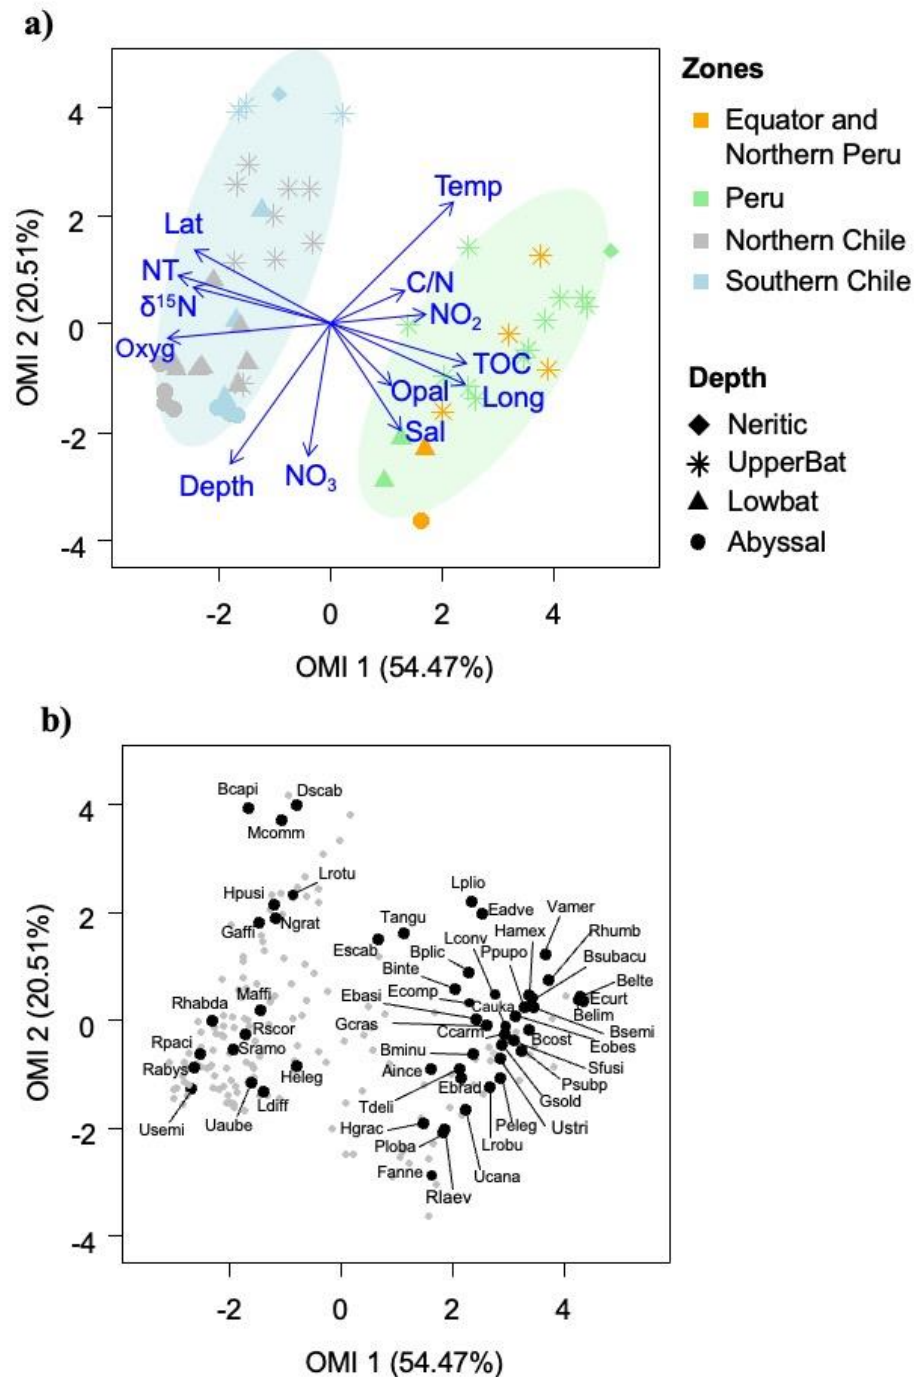 a)
4
2
0
-2
-4
OMI 2 (20.51%)
Temp
Lat
NT
δ¹⁵N
Oxyg
C/N
NO₂
TOC
Opal
Long
Sal
Depth
NO₃
-2 0 2 4
OMI 1 (54.47%)
Zones
Equator and
Northern Peru
Peru
Northern Chile
Southern Chile
Depth
Neritic
UpperBat
Lowbat
Abyssal
b)
4
2
0
-2
-4
OMI 2 (20.51%)
Bcapi
Dscab
Mcomm
Lrotu
Hpusi
Ngrat
Gaffi
Maffi
Rhabda
Rscor
Rpaci
Sramo
Rabys
Heleg
Usemi
Uaube
Ldiff
Lplio
Eadve
Vamer
Tangu
Hamex
Rhumb
Escab
Lconv
Ppupo
Bsubacu
Bplic
Binte
Belte
Ebasi
Ecomp
Cauka
Ecurt
Belim
Gcras
Ccarm
Bcost
Bsemi
Eobes
Bminu
Sfusi
Aince
Ebrad
Psubp
Gsold
Tdeli
Peleg
Ustri
Hgrac
Ploba
Lrobu
Fanne
Ucana
Rlaev
-2 0 2 4
OMI 1 (54.47%)